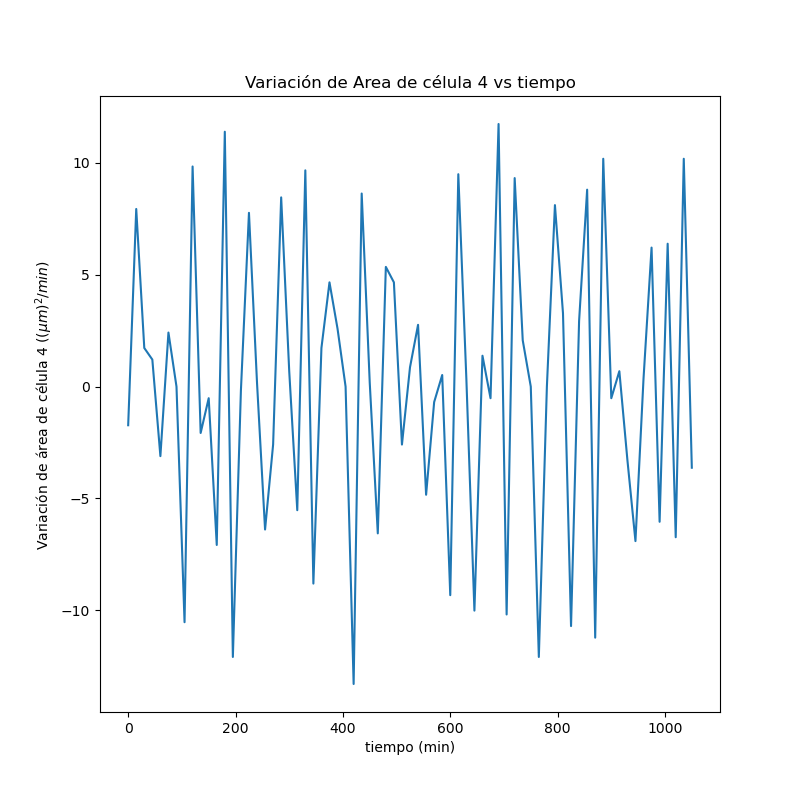 Variación de Area de célula 4 vs tiempo
Variación de área de célula 4 ((μm)²/min)
10
5
0
−5
−10
0 200 400 600 800 1000
tiempo (min)